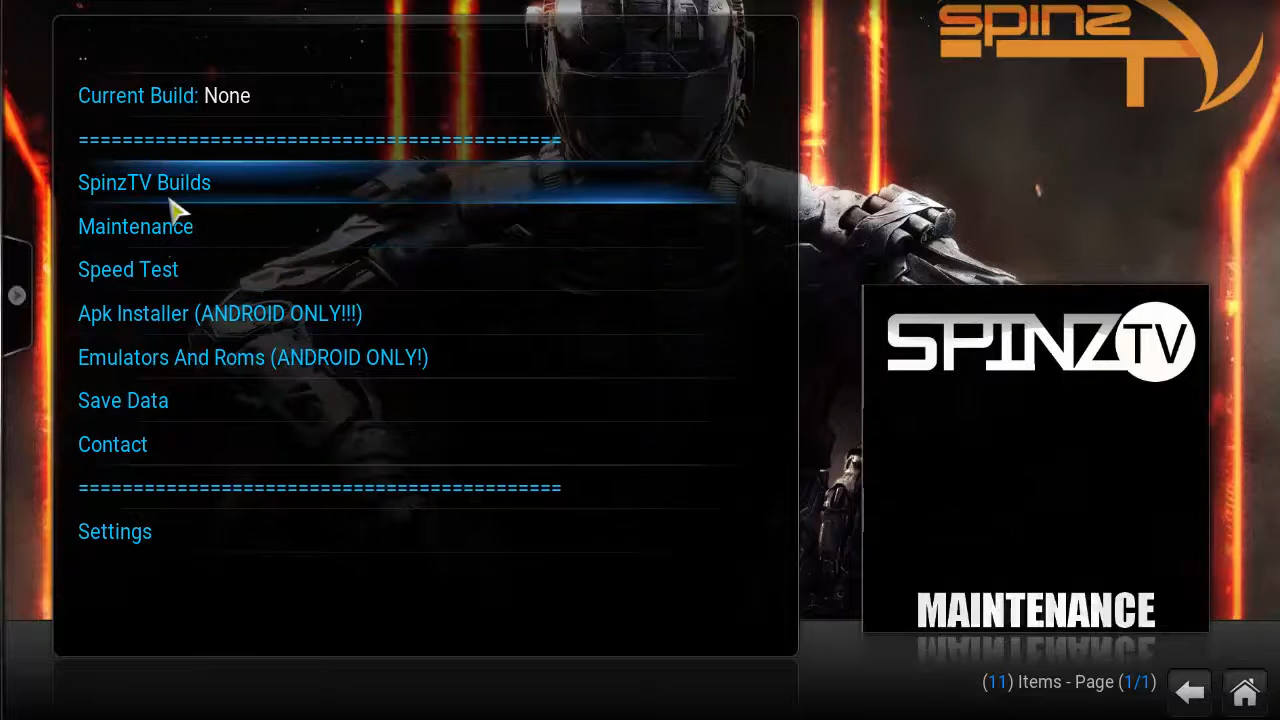 ..
Current Build: None
============================================
SpinzTV Builds
Maintenance
Speed Test
Apk Installer (ANDROID ONLY!!!)
Emulators And Roms (ANDROID ONLY!)
Save Data
Contact
============================================
Settings
spinz
TV
SPINZTV
MAINTENANCE
(11) Items - Page (1/1)